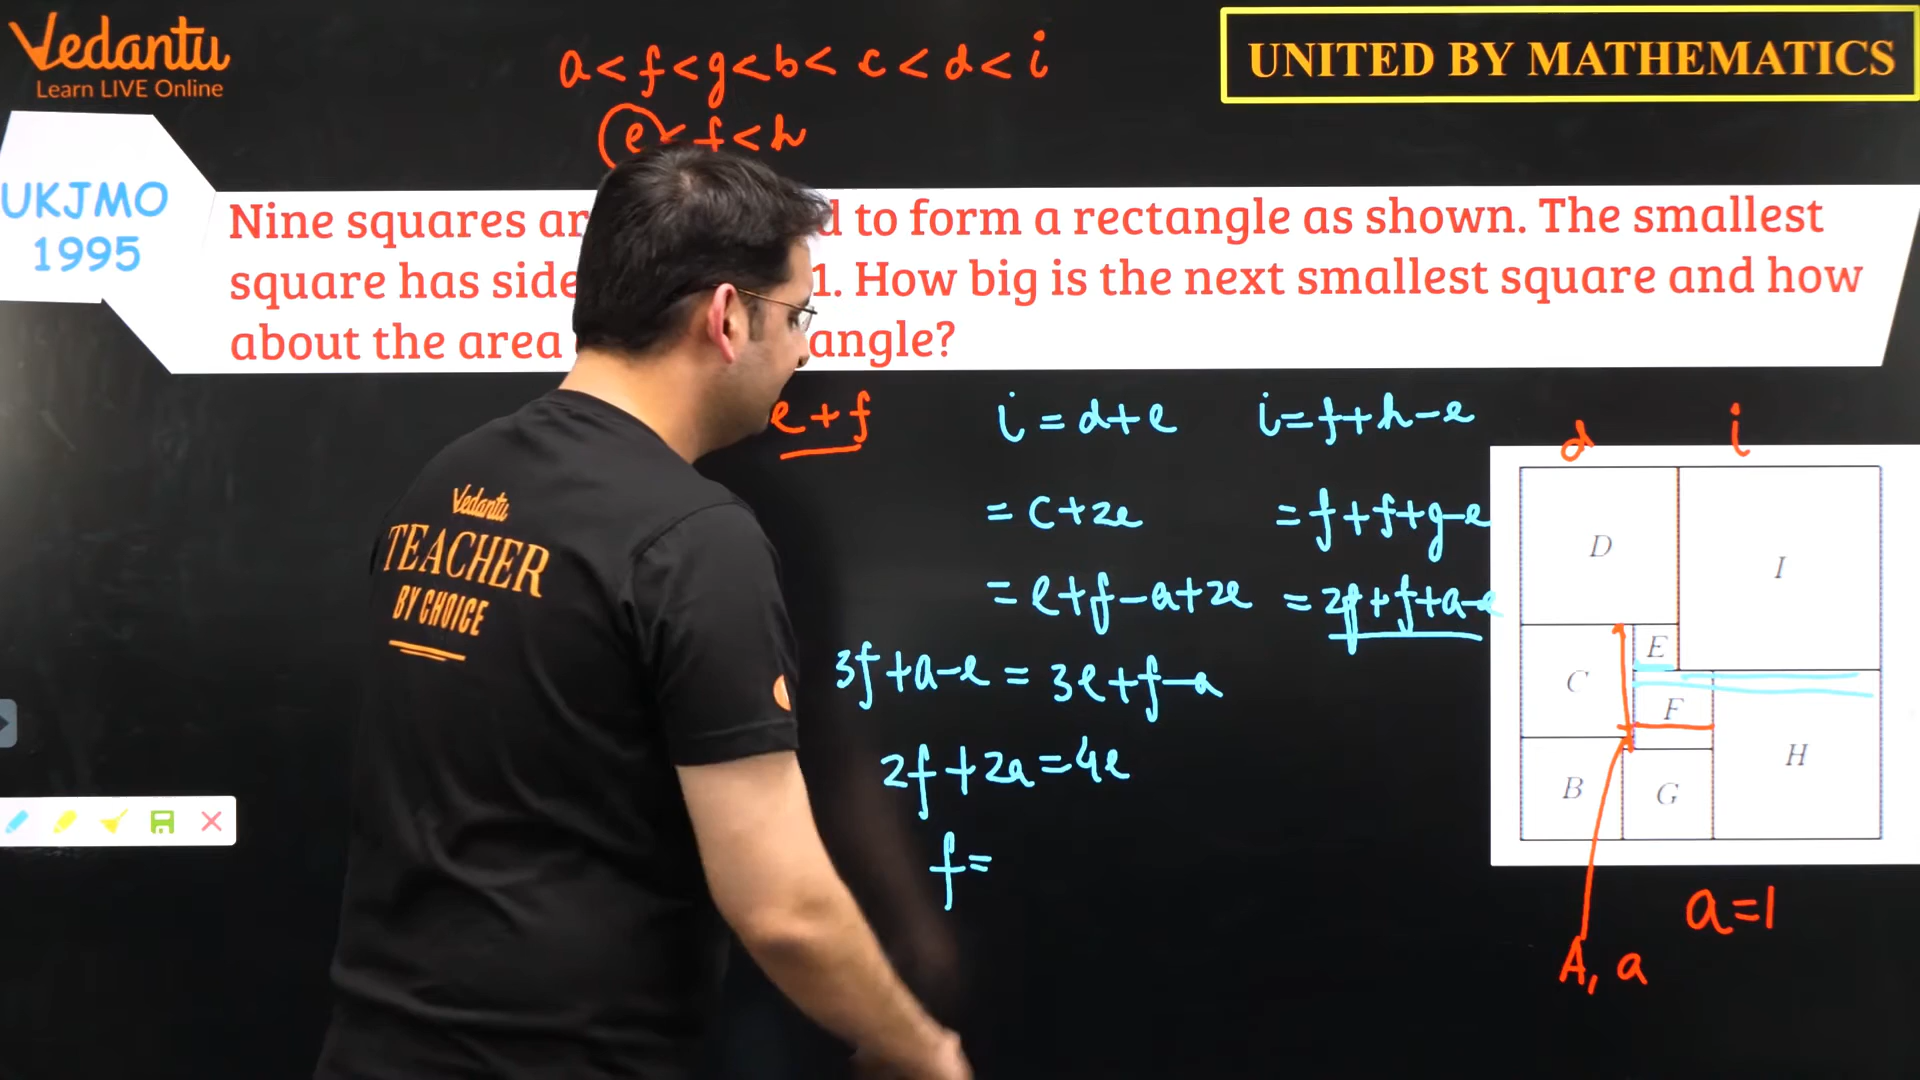 Vedantu
Learn LIVE Online
a < f < g < b < c < d < i
e < f < h
UNITED BY MATHEMATICS
UKJMO
1995
Nine squares to form a rectangle as shown. The smallest
square has side 1. How big is the next smallest square and how
about the area
e + f
i = d + e
i = f + h - e
= c + 2e
= f + f + g - e
= e + f - a + 2e
= 2f + f + a - e
3f + a - e = 3e + f - a
2f + 2a = 4e
f =
d
i
D
I
E
C
F
H
B
G
a = 1
A, a
Vedantu
TEACHER
BY CHOICE